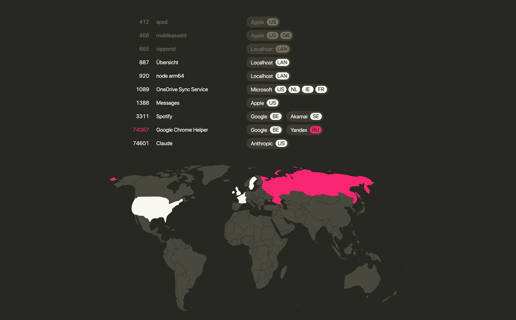 412 apsd Apple US
468 mobileassetd Apple US DE
665 rapportd Localhost LAN
887 Übersicht Localhost LAN
920 node arm64 Localhost LAN
1089 OneDrive Sync Service Microsoft US NL IE FR
1388 Messages Apple US
3311 Spotify Google BE Akamai SE
74067 Google Chrome Helper Google BE Yandex RU
74601 Claude Anthropic US